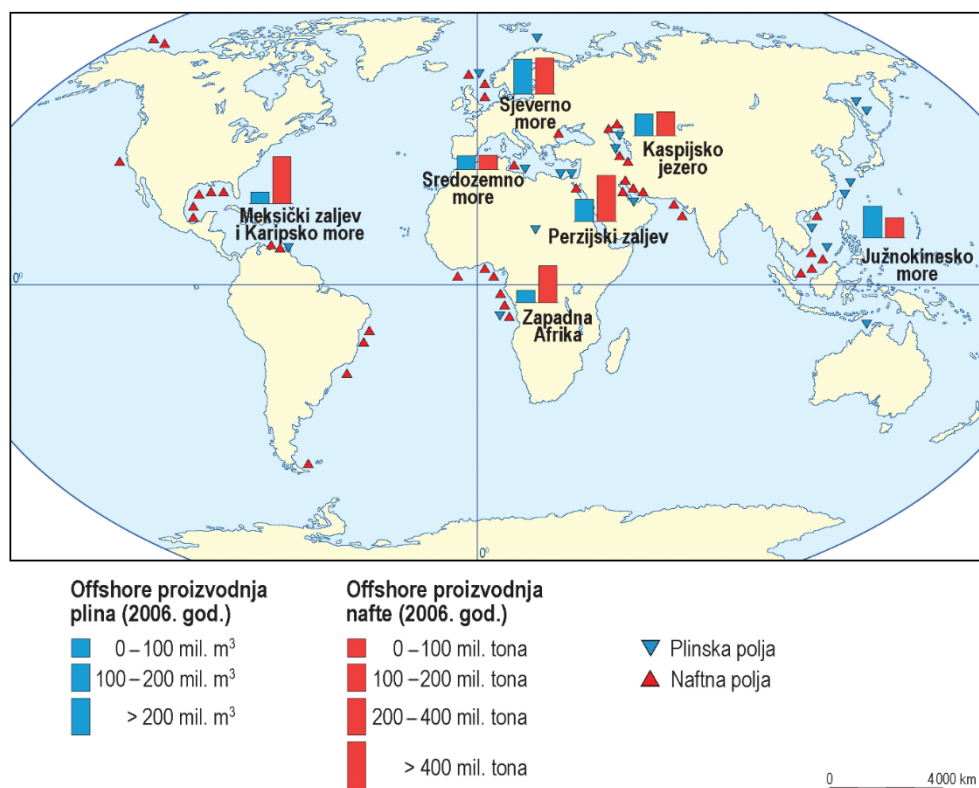 Sjeverno
more
Kaspijsko
jezero
Sredozemno
more
Meksički zaljev
i Karipsko more
Perzijski zaljev
Južnokinesko
more
0⁰
Zapadna
Afrika
0⁰
Offshore proizvodnja
plina (2006. god.)
0–100 mil. m³
100–200 mil. m³
> 200 mil. m³
Offshore proizvodnja
nafte (2006. god.)
0–100 mil. tona
100–200 mil. tona
200–400 mil. tona
> 400 mil. tona
Plinska polja
Naftna polja
0 4000 km